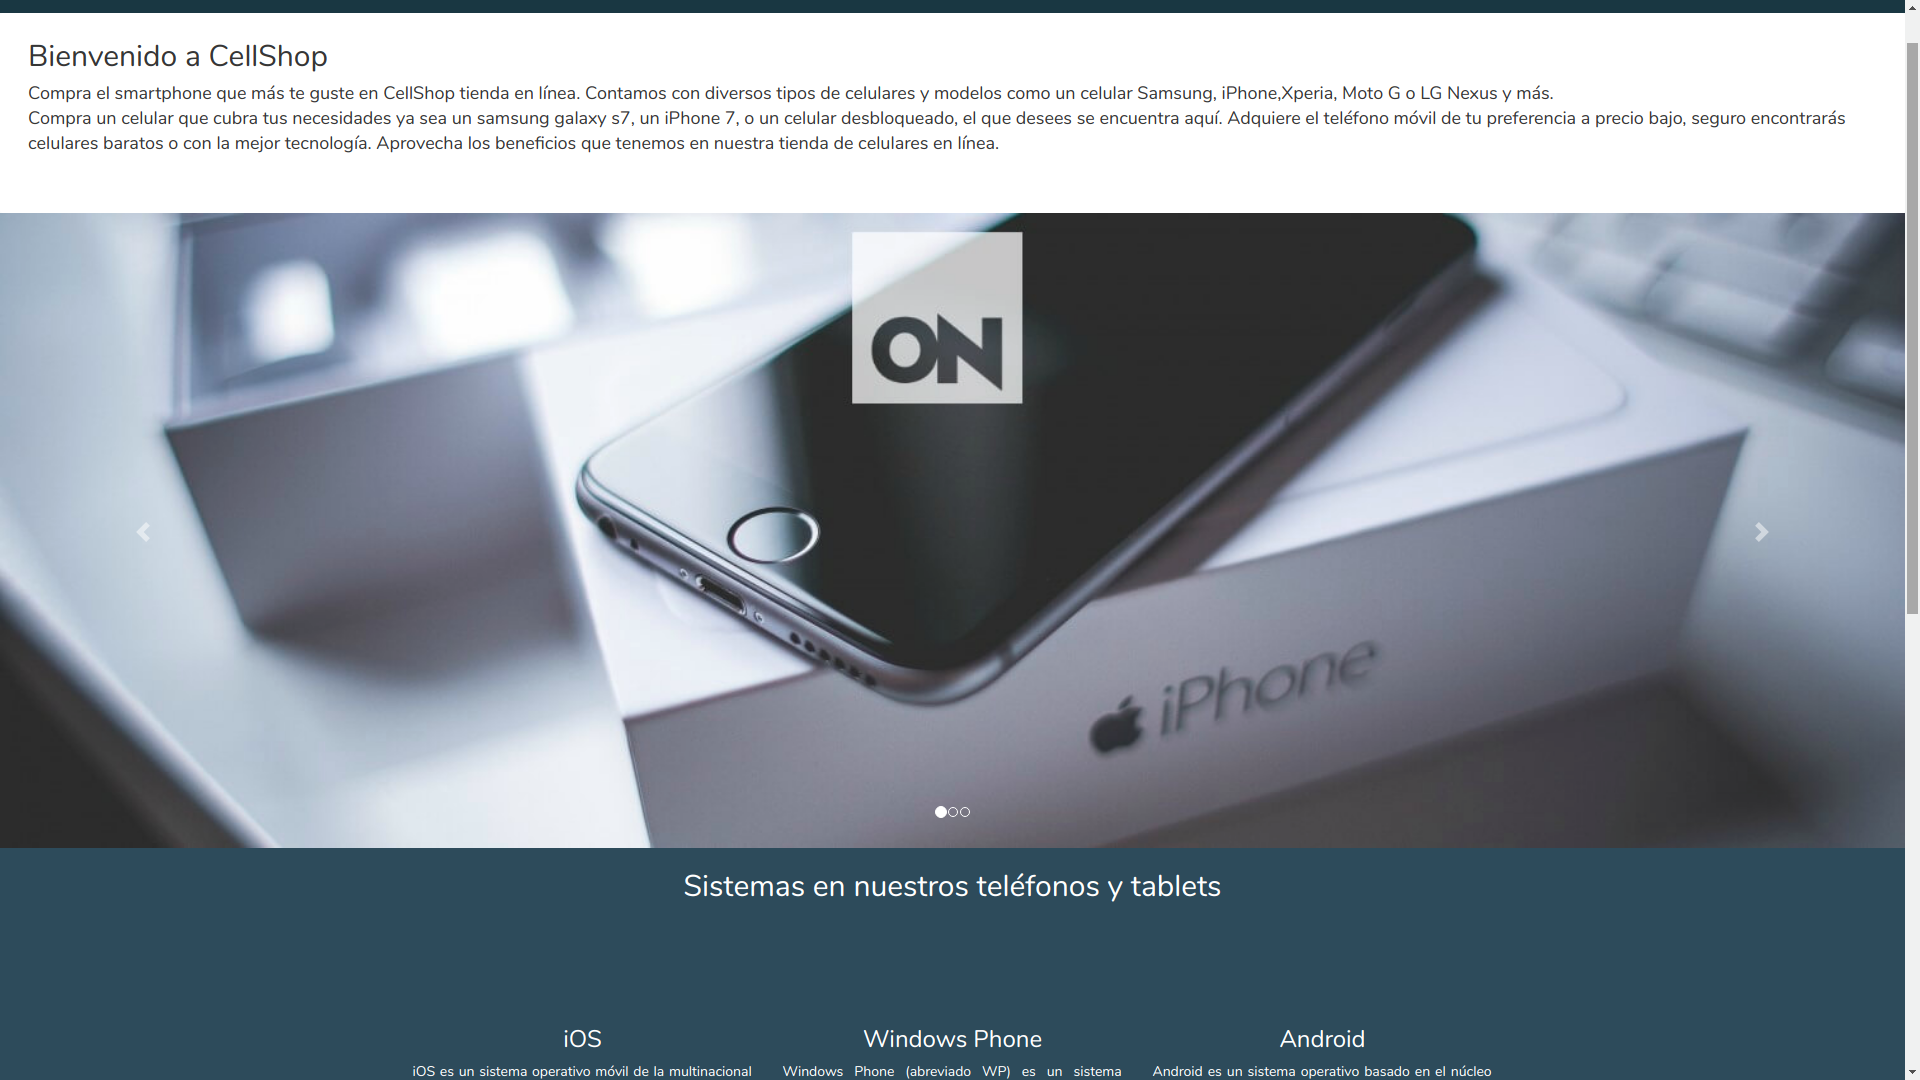 Bienvenido a CellShop
Compra el smartphone que más te guste en CellShop tienda en línea. Contamos con diversos tipos de celulares y modelos como un celular Samsung, iPhone,Xperia, Moto G o LG Nexus y más.
Compra un celular que cubra tus necesidades ya sea un samsung galaxy s7, un iPhone 7, o un celular desbloqueado, el que desees se encuentra aquí. Adquiere el teléfono móvil de tu preferencia a precio bajo, seguro encontrarás
celulares baratos o con la mejor tecnología. Aprovecha los beneficios que tenemos en nuestra tienda de celulares en línea.
ON
iPhone
Sistemas en nuestros teléfonos y tablets
iOS
Windows Phone
Android
iOS es un sistema operativo móvil de la multinacional
Windows Phone (abreviado WP) es un sistema
Android es un sistema operativo basado en el núcleo